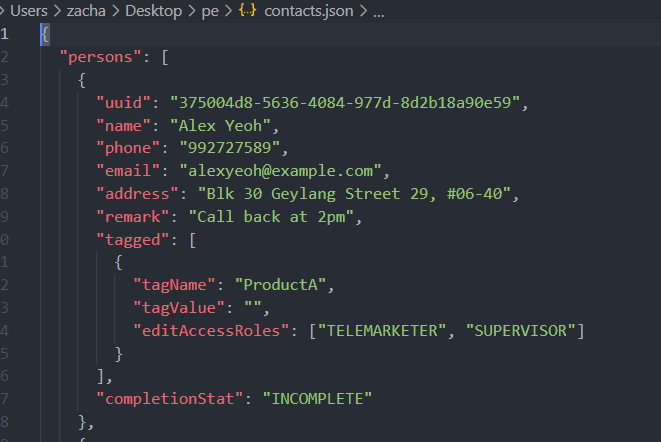 > Users > zacha > Desktop > pe > {..} contacts.json > ...
1 {
2 "persons": [
3 {
4 "uuid": "375004d8-5636-4084-977d-8d2b18a90e59",
5 "name": "Alex Yeoh",
6 "phone": "992727589",
7 "email": "alexyeoh@example.com",
8 "address": "Blk 30 Geylang Street 29, #06-40",
9 "remark": "Call back at 2pm",
0 "tagged": [
1 {
2 "tagName": "ProductA",
3 "tagValue": "",
4 "editAccessRoles": ["TELEMARKETER", "SUPERVISOR"]
5 }
6 ],
7 "completionStat": "INCOMPLETE"
8 },